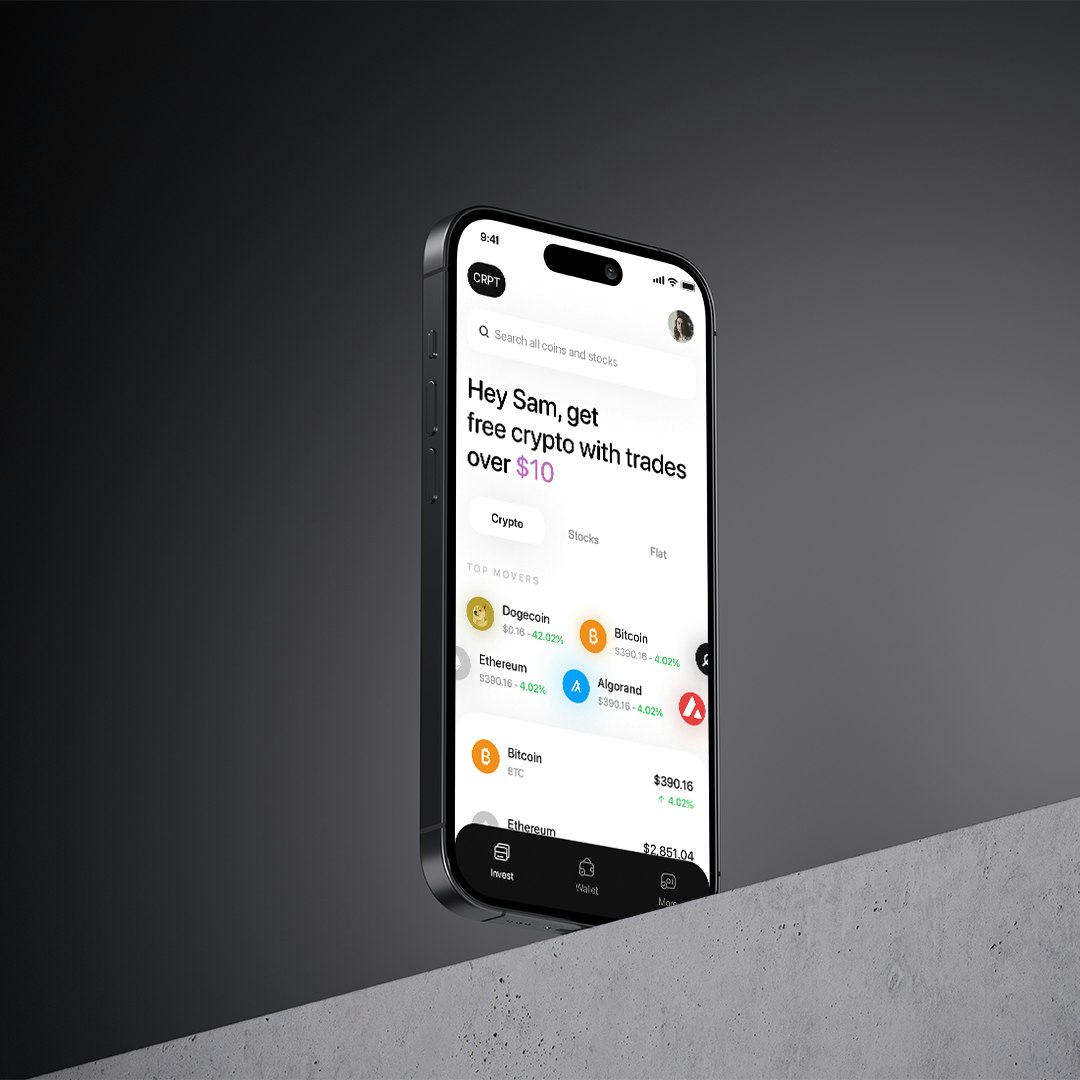 9:41
CRPT
Search all coins and stocks
Hey Sam, get
free crypto with trades
over $10
Crypto
Stocks
Flat
TOP MOVERS
Dogecoin
$0.16 - 42.02%
Bitcoin
$390.16 - 4.02%
Ethereum
$390.16 - 4.02%
Algorand
$390.16 - 4.02%
Bitcoin
BTC
$390.16
↑ 4.02%
Ethereum
$2,851.04
Invest
Wallet
More